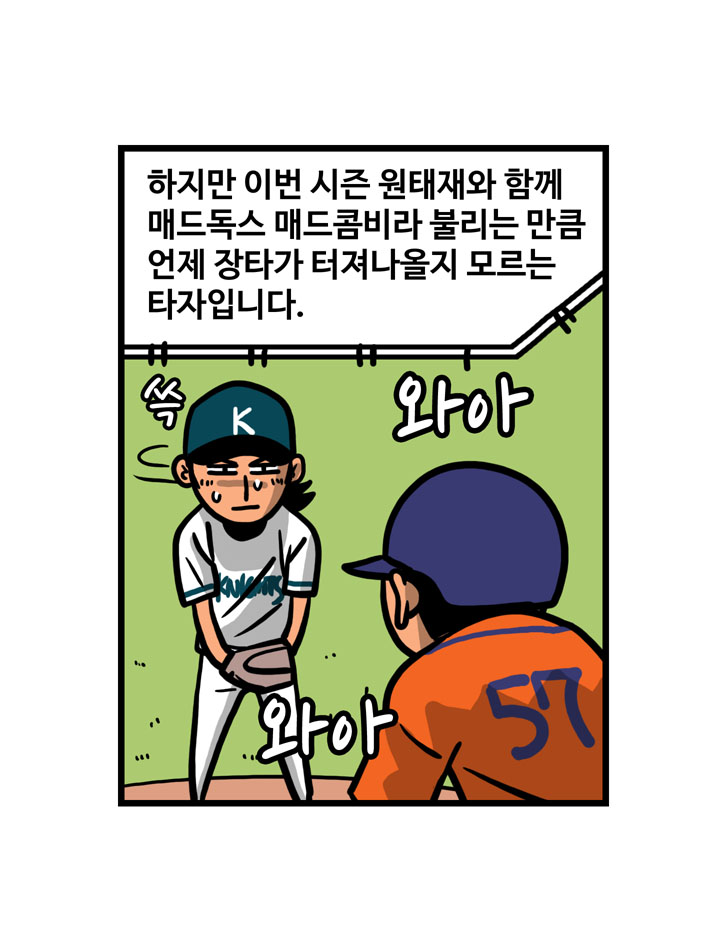 하지만 이번 시즌 원태재와 함께
매드독스 매드콤비라 불리는 만큼
언제 장타가 터져나올지 모르는
타자입니다.
쓱
와아
K
KNIGHTS
57
와아